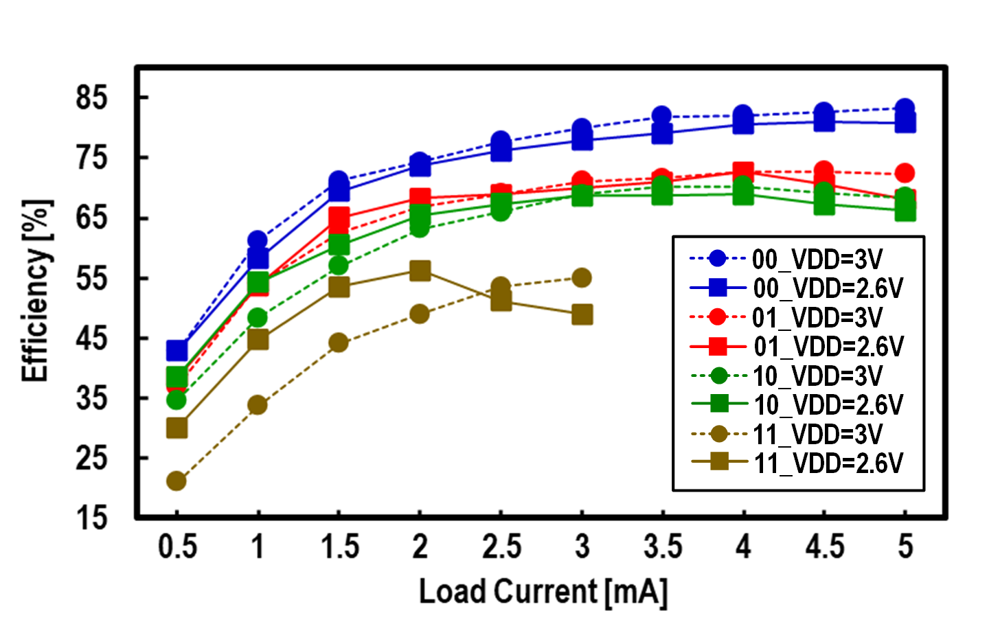 85
75
65
55
45
35
25
15
Efficiency [%]
00_VDD=3V
00_VDD=2.6V
01_VDD=3V
01_VDD=2.6V
10_VDD=3V
10_VDD=2.6V
11_VDD=3V
11_VDD=2.6V
0.5 1 1.5 2 2.5 3 3.5 4 4.5 5
Load Current [mA]